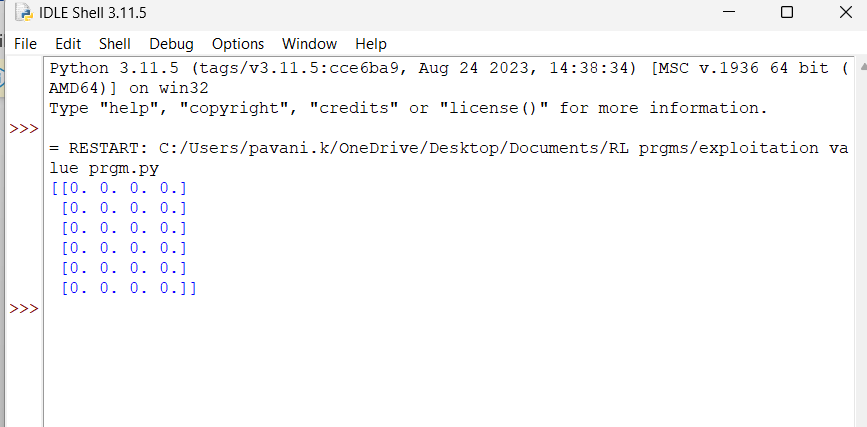 IDLE Shell 3.11.5
File Edit Shell Debug Options Window Help
Python 3.11.5 (tags/v3.11.5:cce6ba9, Aug 24 2023, 14:38:34) [MSC v.1936 64 bit (
AMD64)] on win32
Type "help", "copyright", "credits" or "license()" for more information.
>>>
= RESTART: C:/Users/pavani.k/OneDrive/Desktop/Documents/RL prgms/exploitation va
lue prgm.py
[[0. 0. 0. 0.]
 [0. 0. 0. 0.]
 [0. 0. 0. 0.]
 [0. 0. 0. 0.]
 [0. 0. 0. 0.]
 [0. 0. 0. 0.]]
>>>